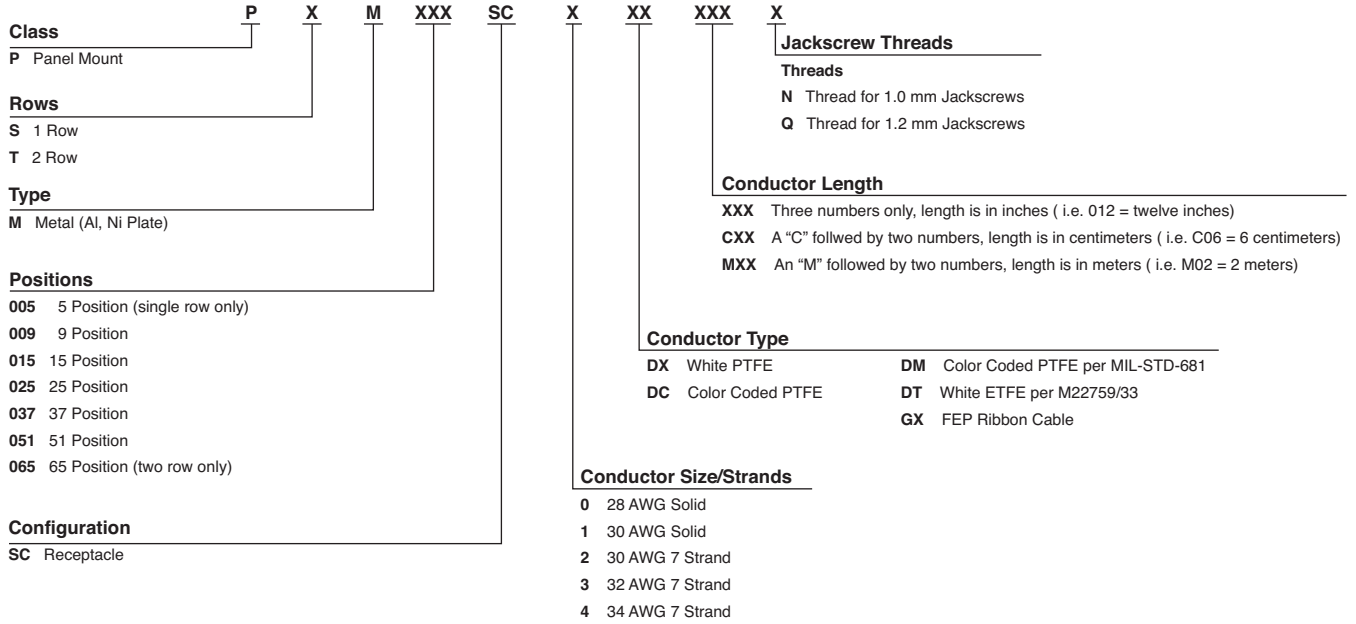 P X M XXX SC X XX XXX X
Class
P Panel Mount
Rows
S 1 Row
T 2 Row
Type
M Metal (Al, Ni Plate)
Positions
005 5 Position (single row only)
009 9 Position
015 15 Position
025 25 Position
037 37 Position
051 51 Position
065 65 Position (two row only)
Configuration
SC Receptacle
Jackscrew Threads
Threads
N Thread for 1.0 mm Jackscrews
Q Thread for 1.2 mm Jackscrews
Conductor Length
XXX Three numbers only, length is in inches ( i.e. 012 = twelve inches)
CXX A “C” follwed by two numbers, length is in centimeters ( i.e. C06 = 6 centimeters)
MXX An “M” followed by two numbers, length is in meters ( i.e. M02 = 2 meters)
Conductor Type
DX White PTFE
DC Color Coded PTFE
DM Color Coded PTFE per MIL-STD-681
DT White ETFE per M22759/33
GX FEP Ribbon Cable
Conductor Size/Strands
0 28 AWG Solid
1 30 AWG Solid
2 30 AWG 7 Strand
3 32 AWG 7 Strand
4 34 AWG 7 Strand